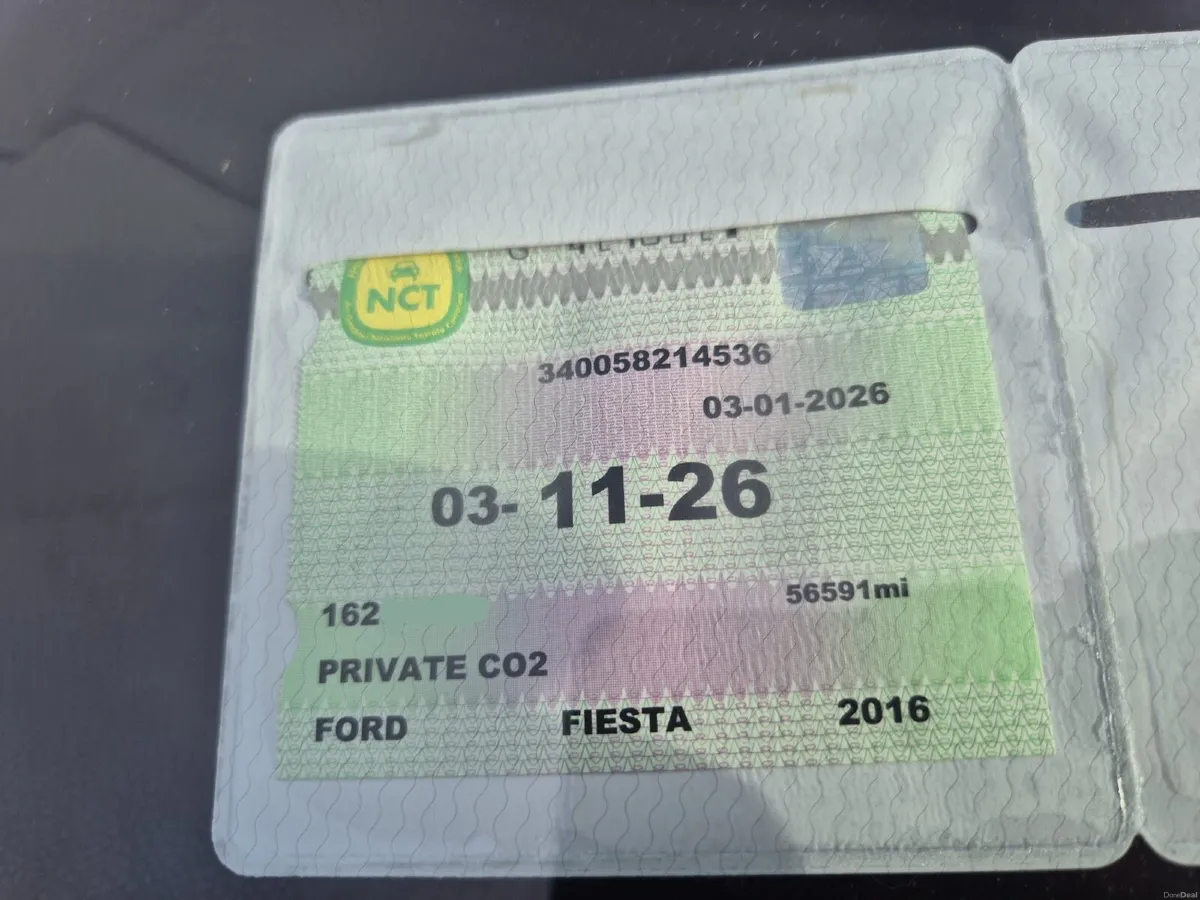 NCT
340058214536
03-01-2026
03-11-26
162
56591mi
PRIVATE CO2
FORD FIESTA 2016
DoneDeal